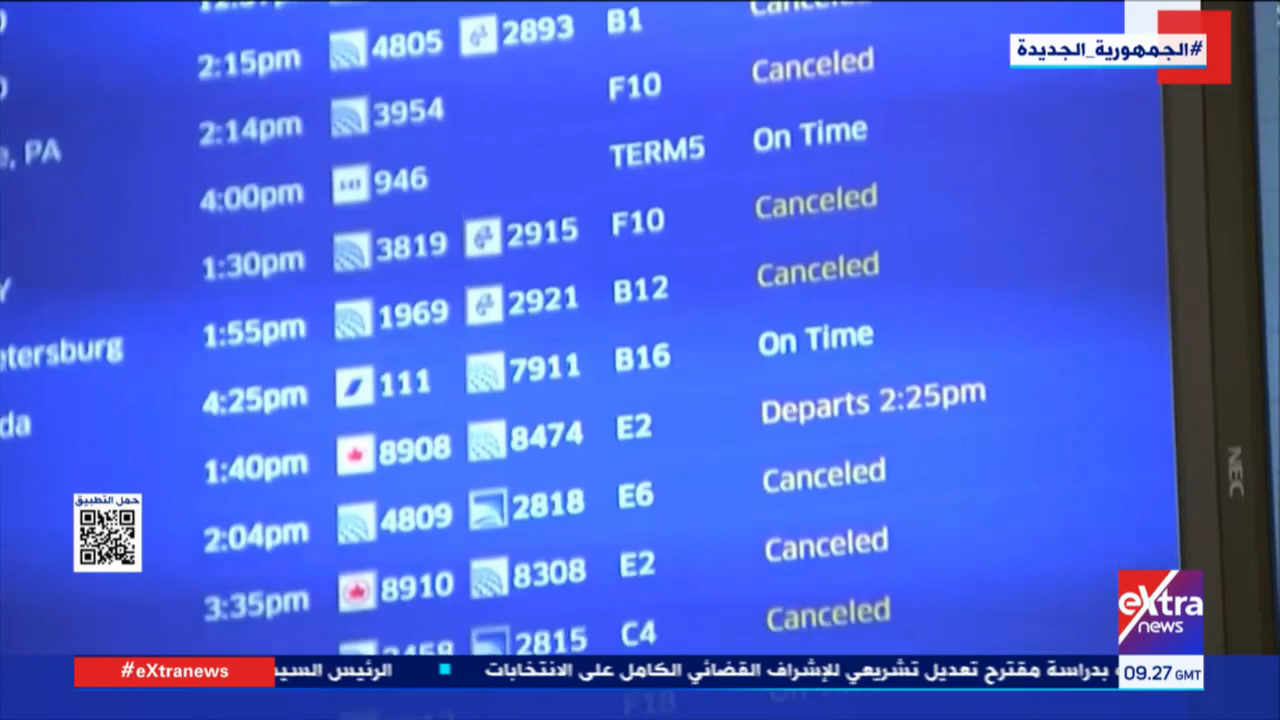 #الجمهورية_الجديدة
2:15pm 4805 2893 B1 Canceled
2:14pm 3954 F10 Canceled
, PA 4:00pm 946 TERM5 On Time
1:30pm 3819 2915 F10 Canceled
1:55pm 1969 2921 B12 Canceled
etersburg 4:25pm 111 7911 B16 On Time
da 1:40pm 8908 8474 E2 Departs 2:25pm
2:04pm 4809 2818 E6 Canceled
3:35pm 8910 8308 E2 Canceled
2815 C4 Canceled
حمل التطبيق
NEC
eXtra
news
#eXtranews
بدراسة مقترح تعديل تشريعي للإشراف القضائي الكامل على الانتخابات ■ الرئيس السي
09.27 GMT